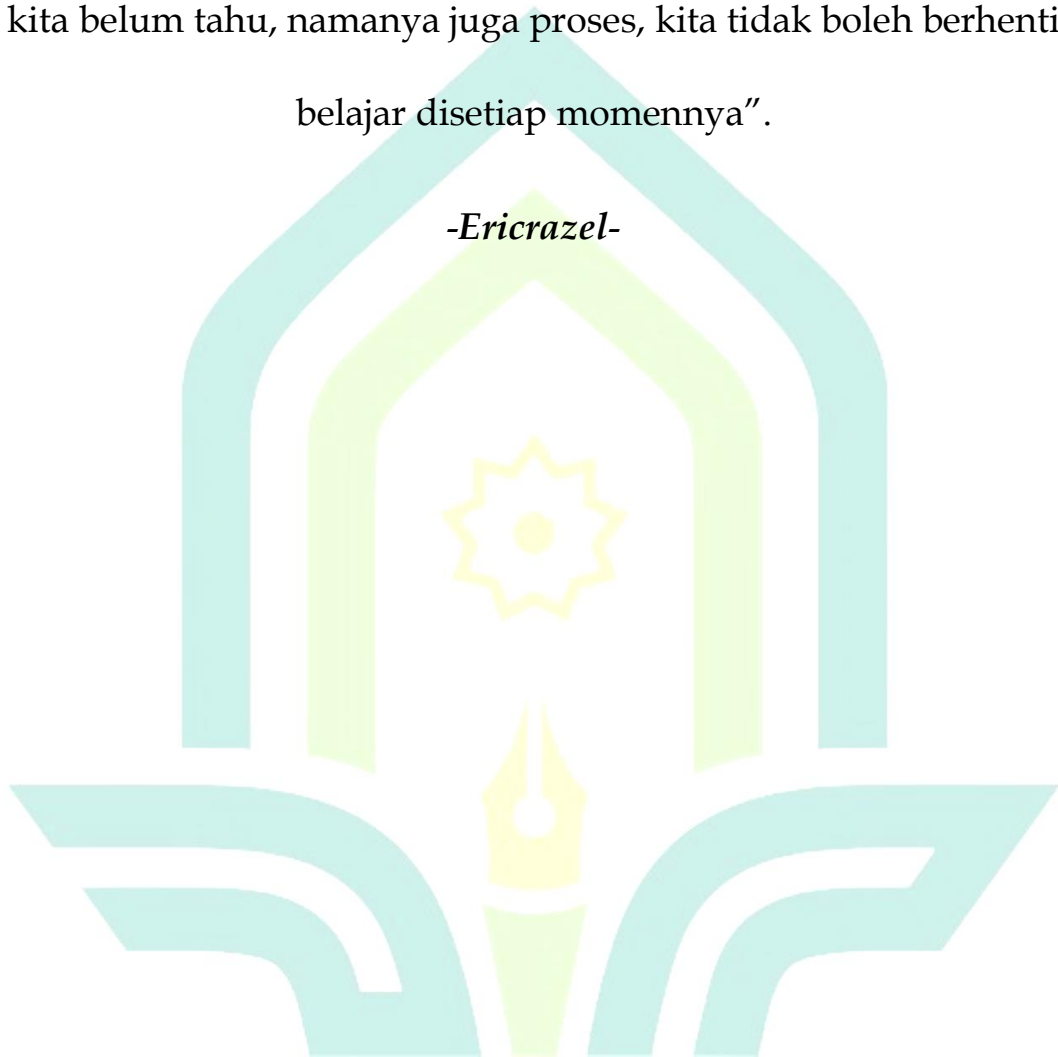 kita belum tahu, namanya juga proses, kita tidak boleh berhenti
belajar disetiap momennya”.
-Ericrazel-